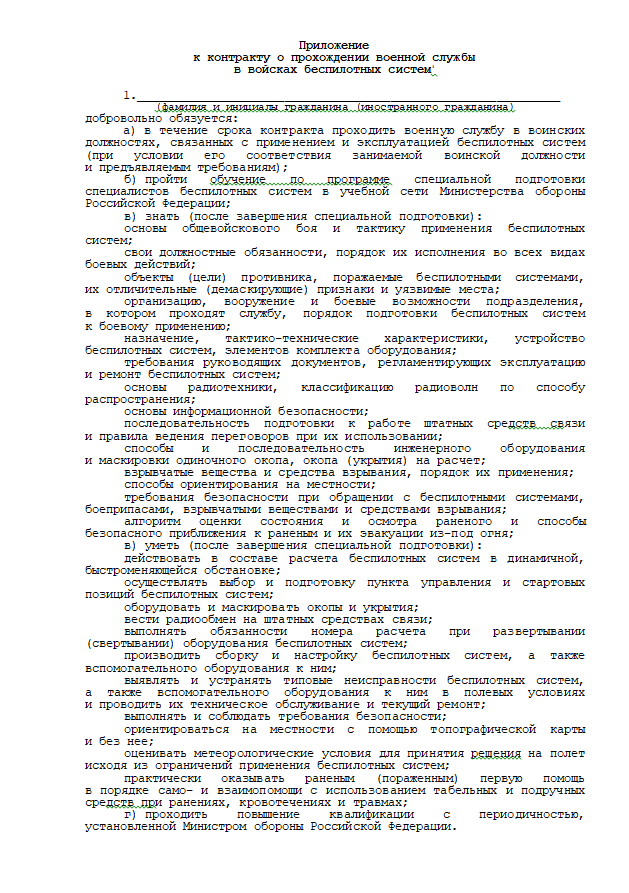 Приложение
к контракту о прохождении военной службы
в войсках беспилотных систем
1.____________________________________________________________
(фамилия и инициалы гражданина (иностранного гражданина)
добровольно обязуется:
а) в течение срока контракта проходить военную службу в воинских
должностях, связанных с применением и эксплуатацией беспилотных систем
(при условии его соответствия занимаемой воинской должности
и предъявляемым требованиям);
б) пройти обучение по программе специальной подготовки
специалистов беспилотных систем в учебной сети Министерства обороны
Российской Федерации;
в) знать (после завершения специальной подготовки):
основы общевойскового боя и тактику применения беспилотных
систем;
свои должностные обязанности, порядок их исполнения во всех видах
боевых действий;
объекты (цели) противника, поражаемые беспилотными системами,
их отличительные (демаскирующие) признаки и уязвимые места;
организацию, вооружение и боевые возможности подразделения,
в котором проходят службу, порядок подготовки беспилотных систем
к боевому применению;
назначение, тактико-технические характеристики, устройство
беспилотных систем, элементов комплекта оборудования;
требования руководящих документов, регламентирующих эксплуатацию
и ремонт беспилотных систем;
основы радиотехники, классификацию радиоволн по способу
распространения;
основы информационной безопасности;
последовательность подготовки к работе штатных средств связи
и правила ведения переговоров при их использовании;
способы и последовательность инженерного оборудования
и маскировки одиночного окопа, окопа (укрытия) на расчет;
взрывчатые вещества и средства взрывания, порядок их применения;
способы ориентирования на местности;
требования безопасности при обращении с беспилотными системами,
боеприпасами, взрывчатыми веществами и средствами взрывания;
алгоритм оценки состояния и осмотра раненого и способы
безопасного приближения к раненым и их эвакуации из-под огня;
в) уметь (после завершения специальной подготовки):
действовать в составе расчета беспилотных систем в динамичной,
быстроменяющейся обстановке;
осуществлять выбор и подготовку пункта управления и стартовых
позиций беспилотных систем;
оборудовать и маскировать окопы и укрытия;
вести радиообмен на штатных средствах связи;
выполнять обязанности номера расчета при развертывании
(свертывании) оборудования беспилотных систем;
производить сборку и настройку беспилотных систем, а также
вспомогательного оборудования к ним;
выявлять и устранять типовые неисправности беспилотных систем,
а также вспомогательного оборудования к ним в полевых условиях
и проводить их техническое обслуживание и текущий ремонт;
выполнять и соблюдать требования безопасности;
ориентироваться на местности с помощью топографической карты
и без нее;
оценивать метеорологические условия для принятия решения на полет
исходя из ограничений применения беспилотных систем;
практически оказывать раненым (пораженным) первую помощь
в порядке само- и взаимопомощи с использованием табельных и подручных
средств при ранениях, кровотечениях и травмах;
г) проходить повышение квалификации с периодичностью,
установленной Министром обороны Российской Федерации.